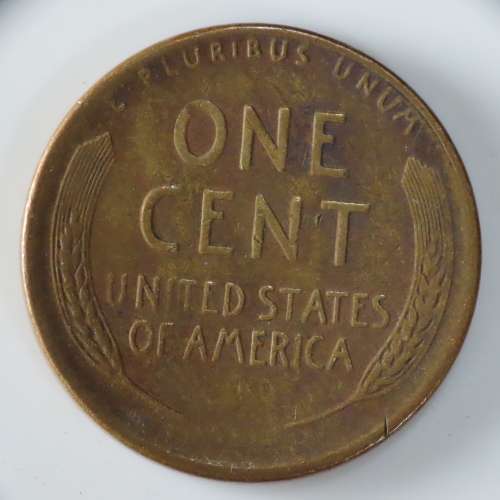 E PLURIBUS UNUM
ONE
CENT
UNITED STATES
OF AMERICA